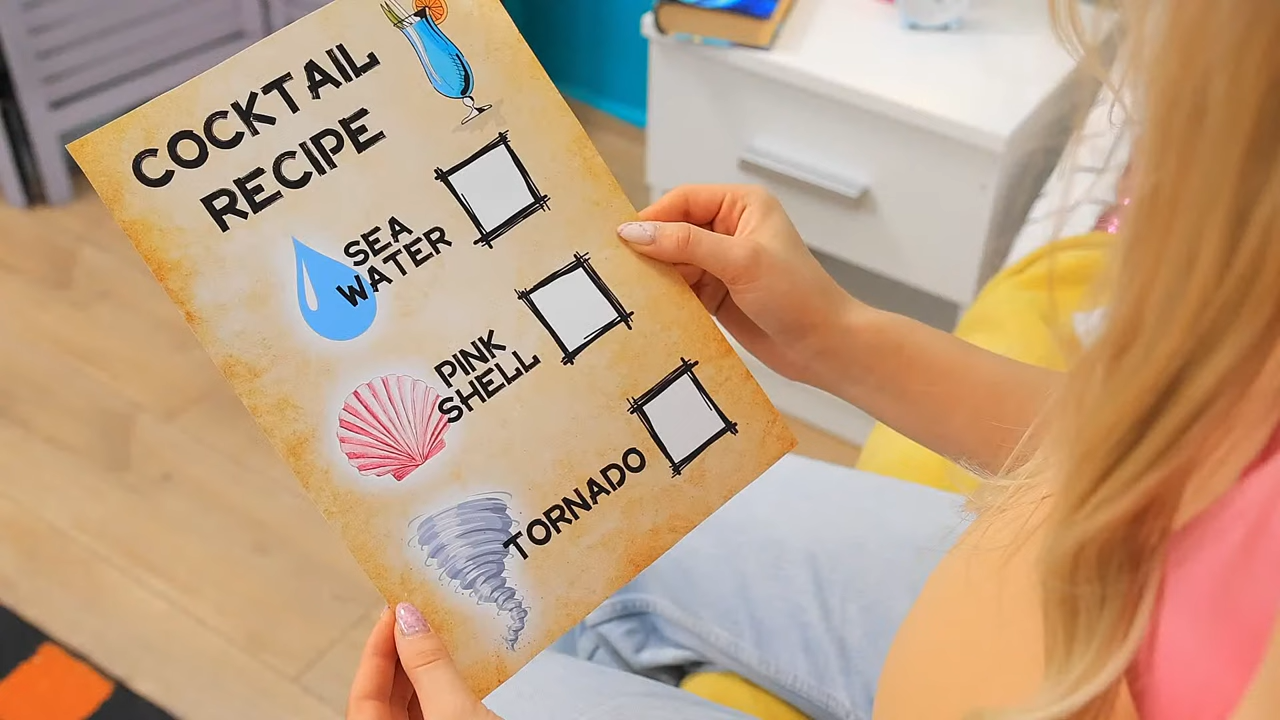 COCKTAIL
RECIPE
SEA
WATER
PINK
SHELL
TORNADO